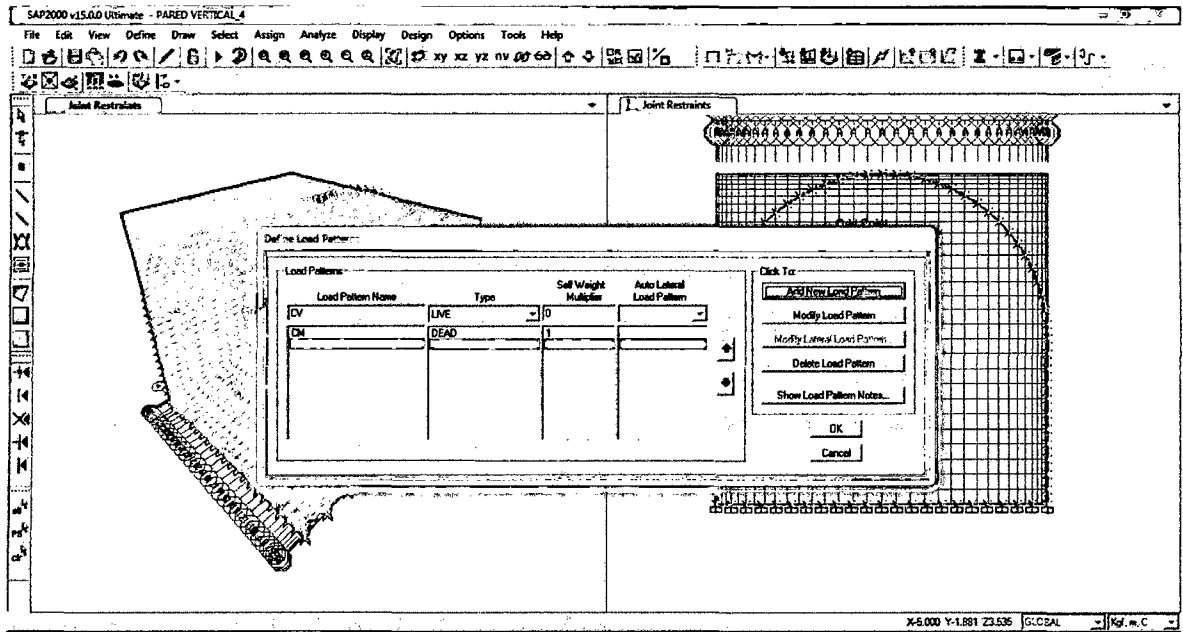 SAP2000 v15.0.0 Ultimate - PARED VERTICAL_4
File Edit View Define Draw Select Assign Analyze Display Design Options Tools Help
xy xz yz nv
Joint Restraints
Joint Restraints
Define Load Patterns
Load Patterns
Click To:
Load Pattern Name Type Self Weight Multiplier Auto Lateral Load Pattern
Add New Load Pattern
CV LIVE 0
Modify Load Pattern
CM DEAD 1
Modify Lateral Load Pattern...
Delete Load Pattern
Show Load Pattern Notes...
OK
Cancel
X-5.000 Y-1.881 Z3.535 GLOBAL Kgf, m, C